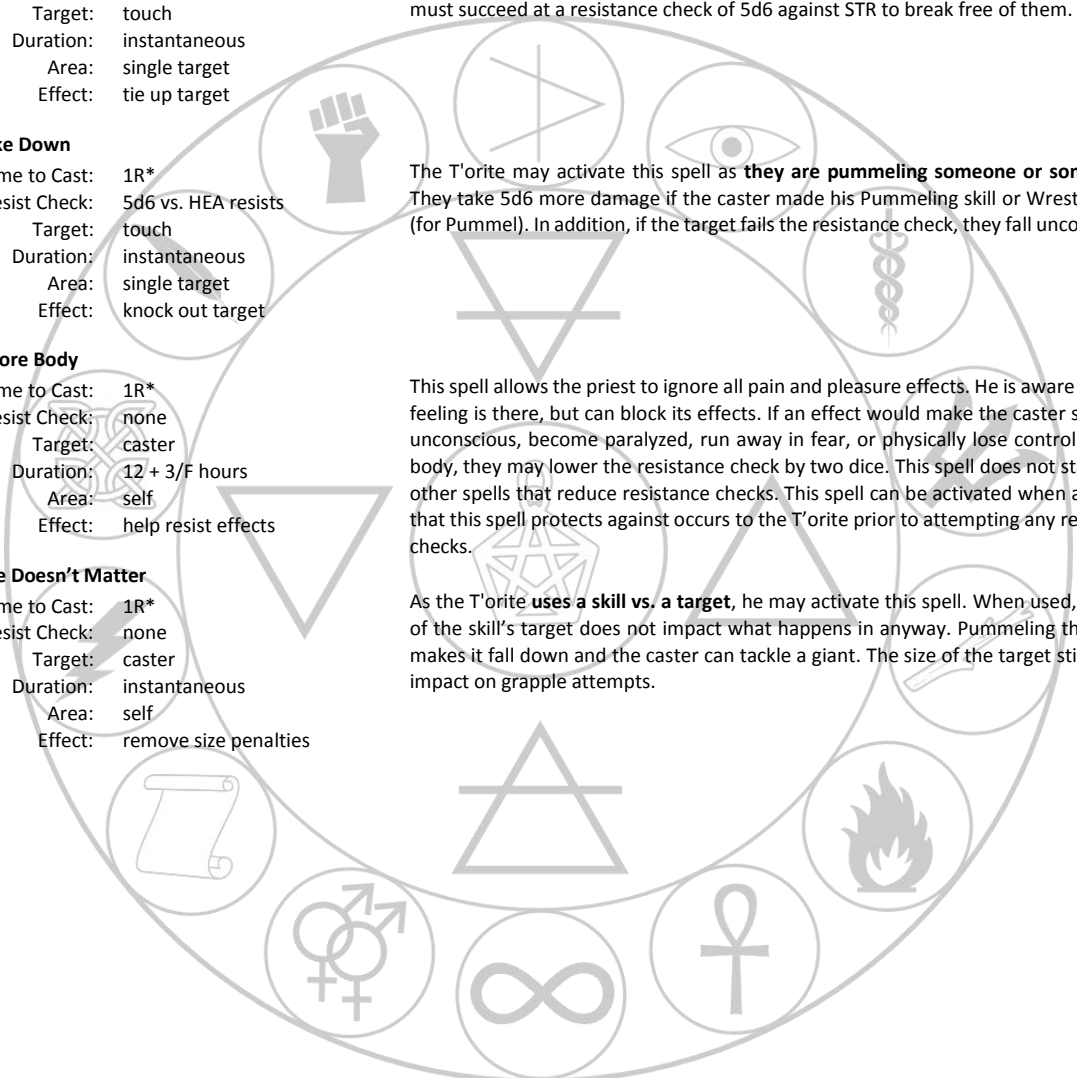 Target: touch
must succeed at a resistance check of 5d6 against STR to break free of them.
Duration: instantaneous
Area: single target
Effect: tie up target
Down
to Cast: 1R*
Check: 5d6 vs. HEA resists
Target: touch
Duration: instantaneous
Area: single target
Effect: knock out target
The T'orite may activate this spell as they are pummeling someone or
They take 5d6 more damage if the caster made his Pummeling skill or
(for Pummel). In addition, if the target fails the resistance check, they fall
Body
to Cast: 1R*
Check: none
Target: caster
Duration: 12 + 3/F hours
Area: self
Effect: help resist effects
This spell allows the priest to ignore all pain and pleasure effects. He is aware
feeling is there, but can block its effects. If an effect would make the caster
unconscious, become paralyzed, run away in fear, or physically lose control
body, they may lower the resistance check by two dice. This spell does not
other spells that reduce resistance checks. This spell can be activated when
that this spell protects against occurs to the T’orite prior to attempting any
checks.
Doesn’t Matter
to Cast: 1R*
Check: none
Target: caster
Duration: instantaneous
Area: self
Effect: remove size penalties
As the T'orite uses a skill vs. a target, he may activate this spell. When used,
of the skill’s target does not impact what happens in anyway. Pummeling
makes it fall down and the caster can tackle a giant. The size of the target
impact on grapple attempts.